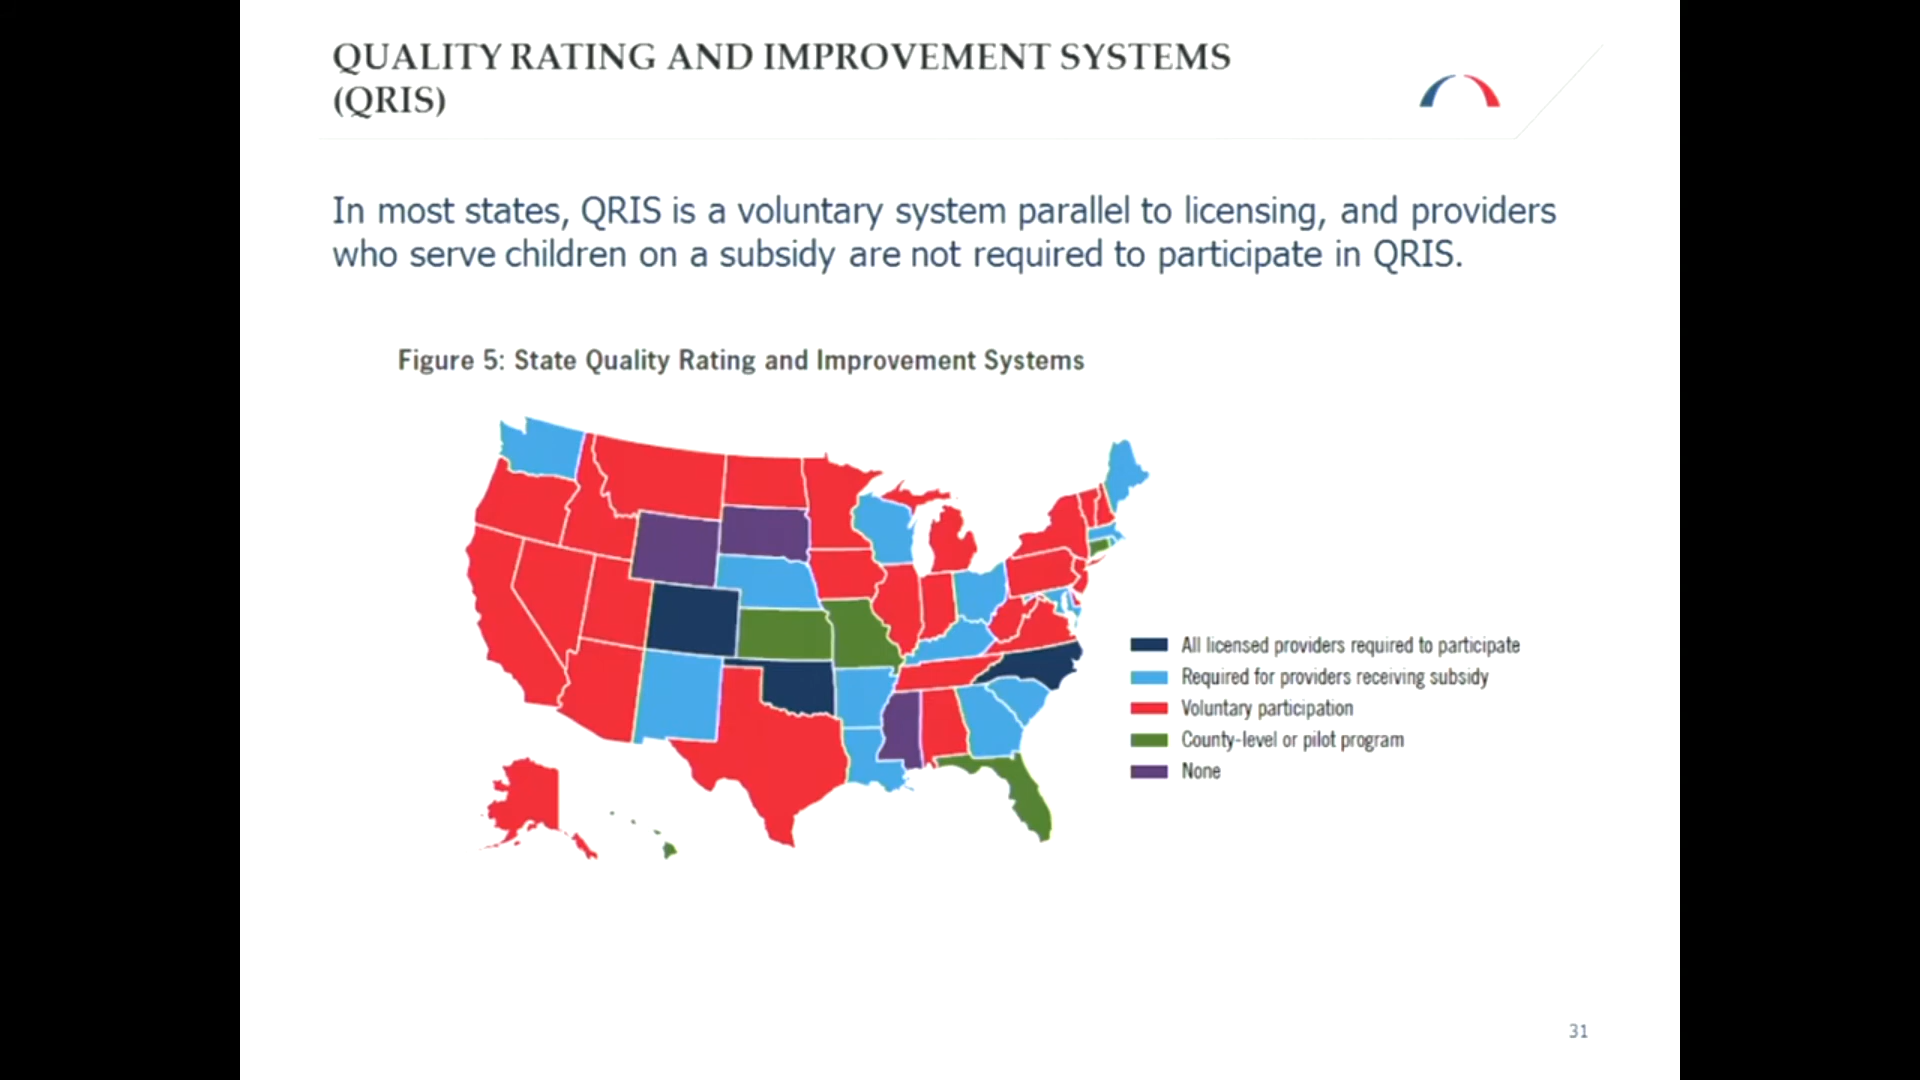 QUALITY RATING AND IMPROVEMENT SYSTEMS
(QRIS)
In most states, QRIS is a voluntary system parallel to licensing, and providers
who serve children on a subsidy are not required to participate in QRIS.
Figure 5: State Quality Rating and Improvement Systems
All licensed providers required to participate
Required for providers receiving subsidy
Voluntary participation
County-level or pilot program
None
31